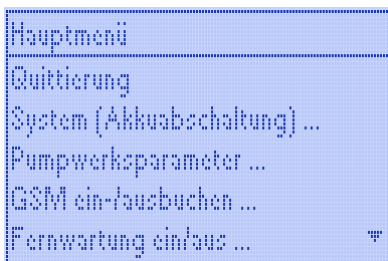 Hauptmenü
Quittierung
System (Akkuabschaltung) ...
Pumpwerksparameter ...
GSM ein-/ausbuchen ...
Fernwartung ein/aus ...